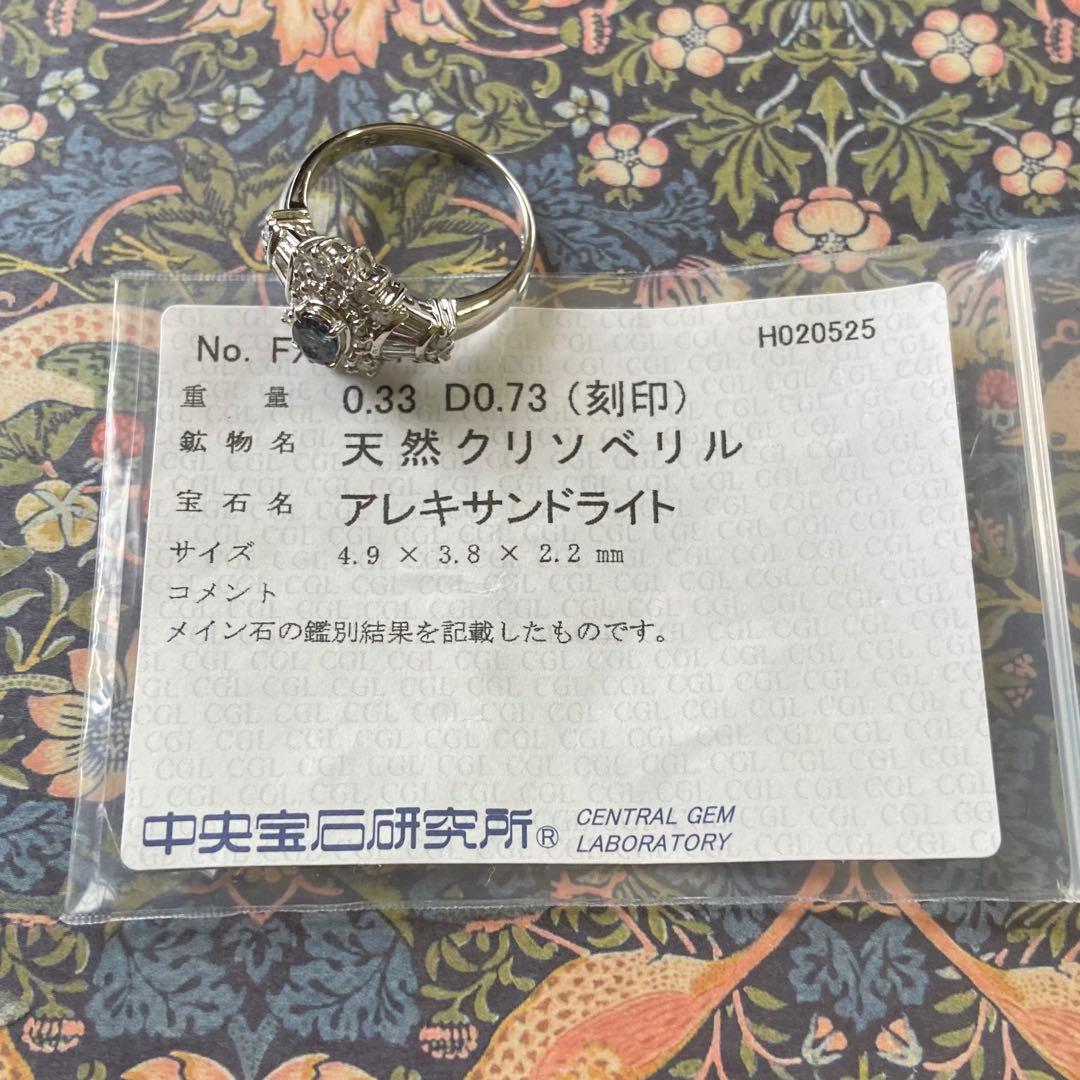 H020525
No. F
重量 0.33 D0.73 (刻印)
鉱物名 天然クリソベリル
宝石名 アレキサンドライト
サイズ 4.9 × 3.8 × 2.2 mm
コメント
メイン石の鑑別結果を記載したものです。
中央宝石研究所® CENTRAL GEM
LABORATORY